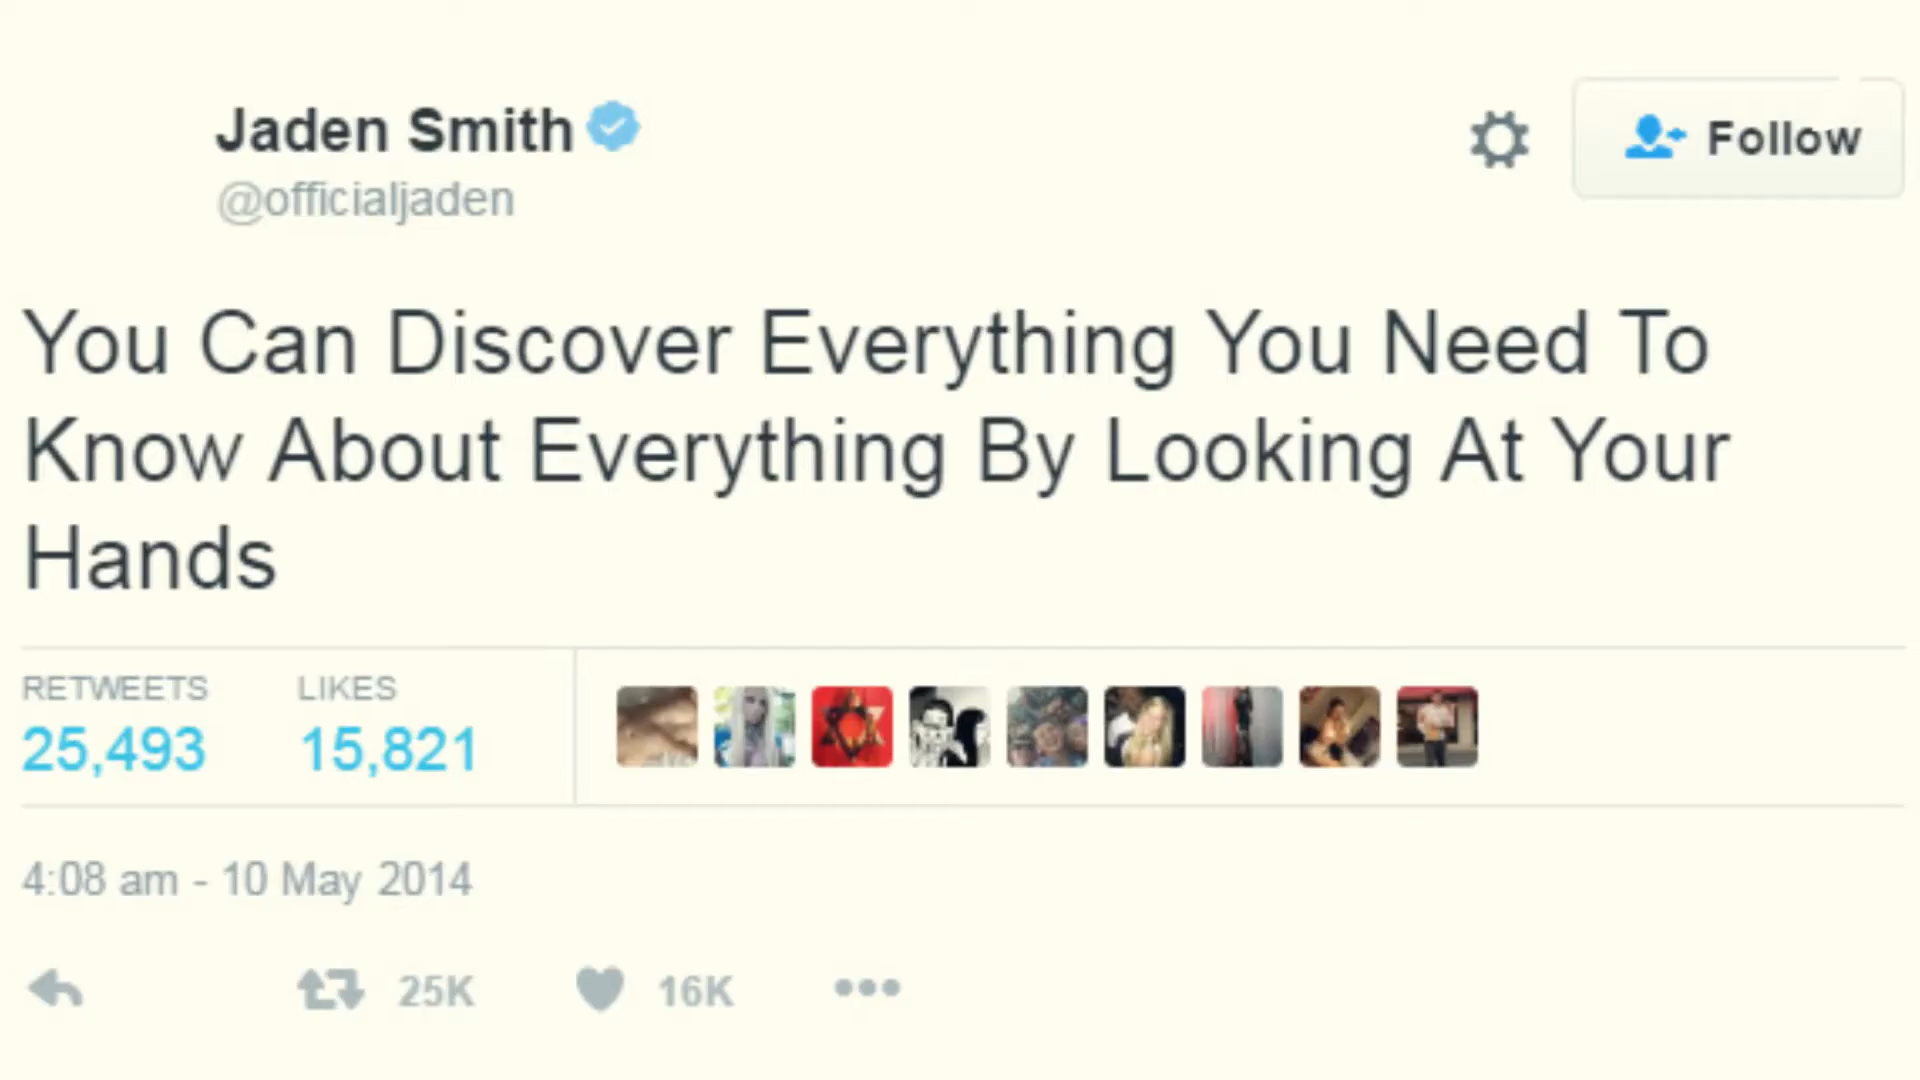 Jaden Smith
@officialjaden
Follow
You Can Discover Everything You Need To
Know About Everything By Looking At Your
Hands
RETWEETS LIKES
25,493 15,821
4:08 am - 10 May 2014
25K 16K